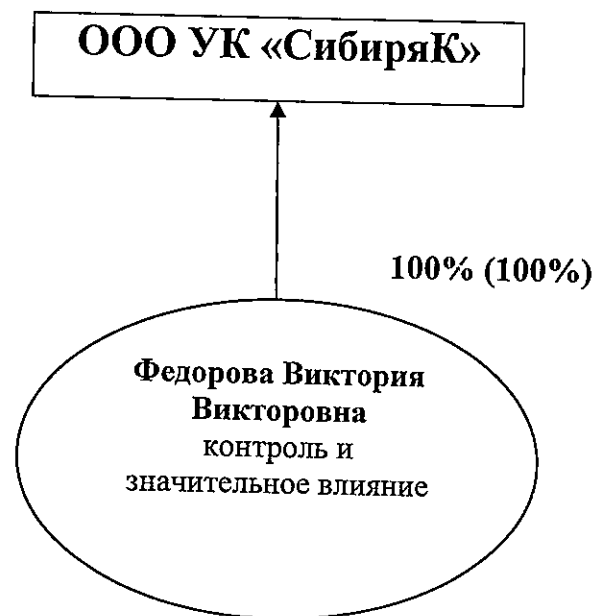 ООО УК «СибиряК»
100% (100%)
Федорова Виктория
Викторовна
контроль и
значительное влияние